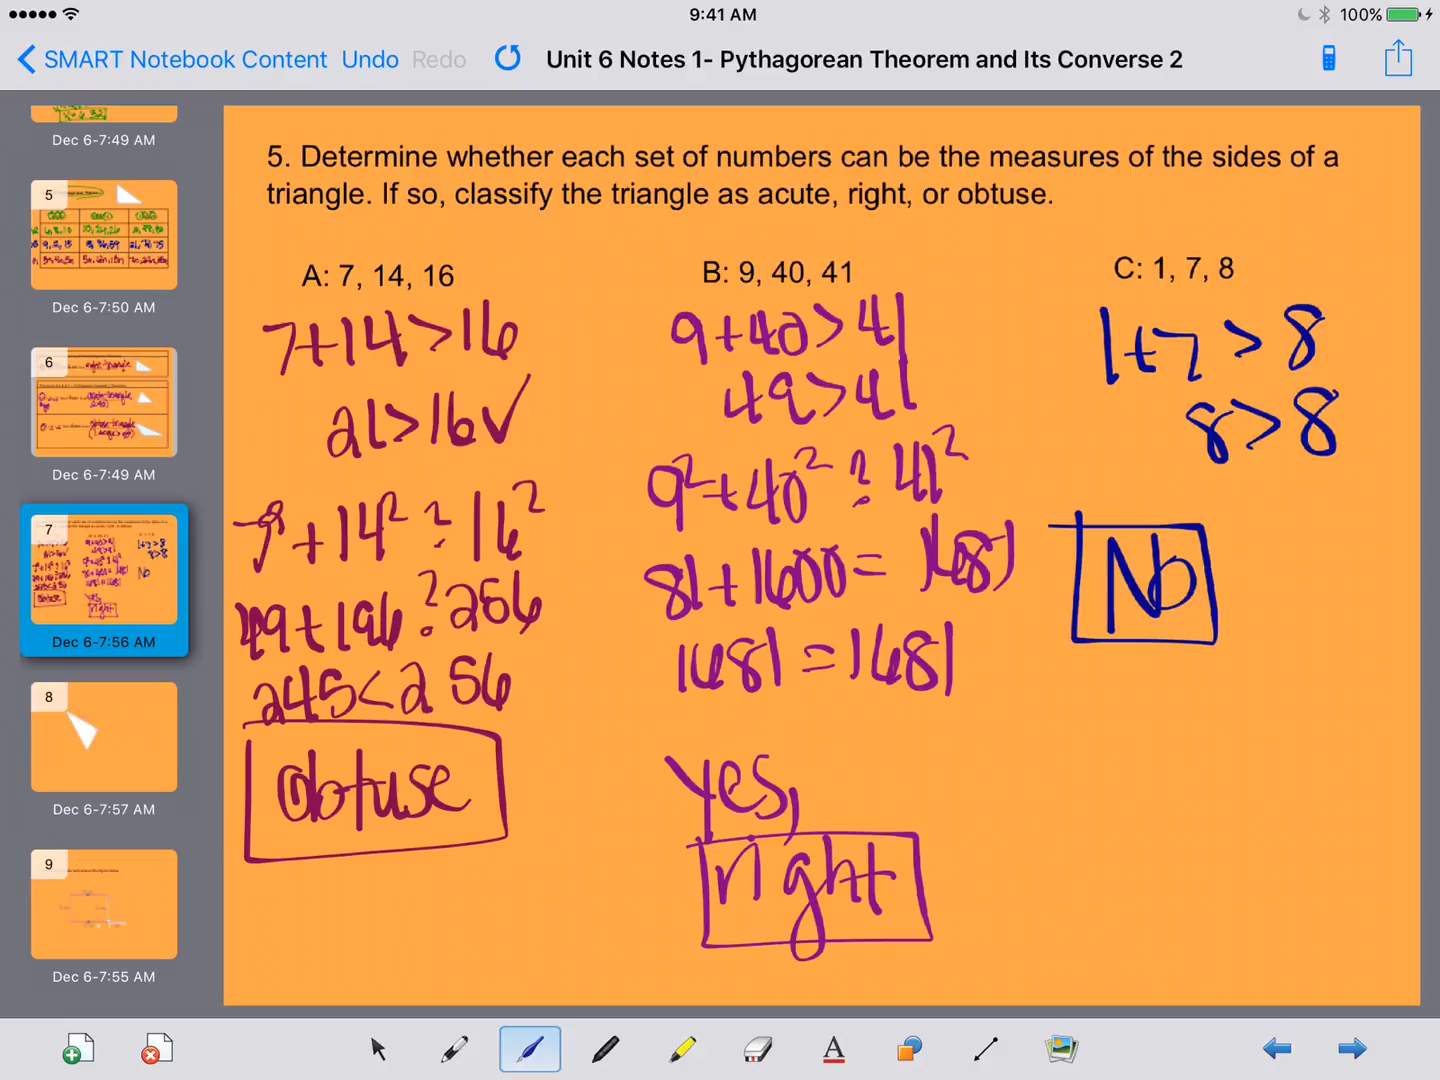 9:41 AM
100%
SMART Notebook Content
Undo
Redo
Unit 6 Notes 1- Pythagorean Theorem and Its Converse 2
Dec 6-7:49 AM
5
Dec 6-7:50 AM
6
Dec 6-7:49 AM
7
Dec 6-7:56 AM
8
Dec 6-7:57 AM
9
Dec 6-7:55 AM
5. Determine whether each set of numbers can be the measures of the sides of a
triangle. If so, classify the triangle as acute, right, or obtuse.
A: 7, 14, 16
7+14>16
21>16✓
7²+14² ? 16²
49+196 ? 256
245<256
Obtuse
B: 9, 40, 41
9+40>41
49>41
9²+40² ? 41²
81+1600= 1681
1681=1681
yes,
right
C: 1, 7, 8
1+7>8
8>8
No
A